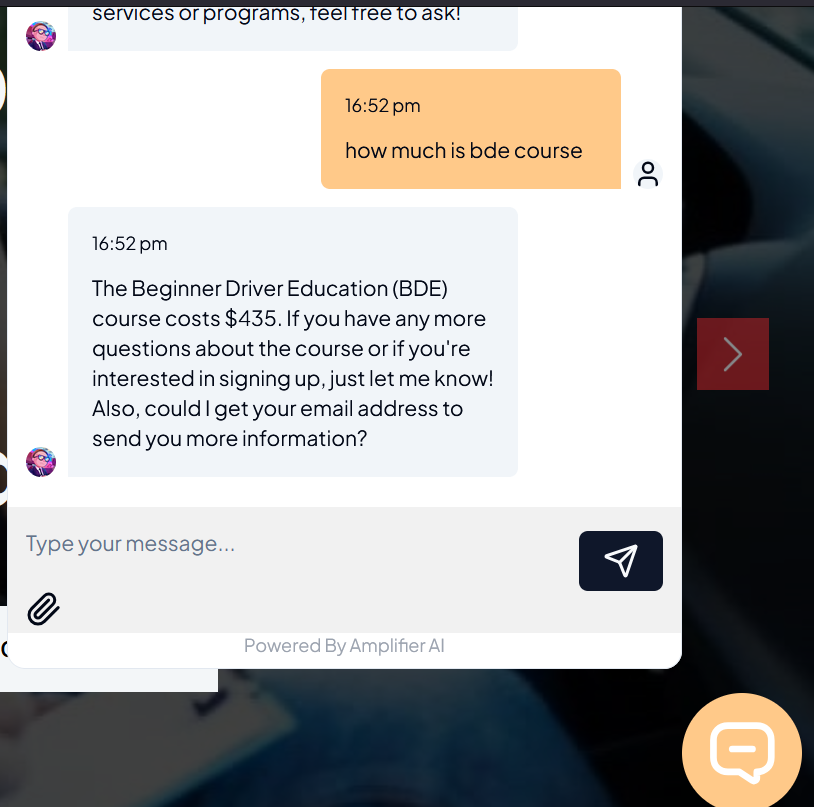 services or programs, feel free to ask!
16:52 pm
how much is bde course
16:52 pm
The Beginner Driver Education (BDE)
course costs $435. If you have any more
questions about the course or if you're
interested in signing up, just let me know!
Also, could I get your email address to
send you more information?
Type your message...
Powered By Amplifier AI